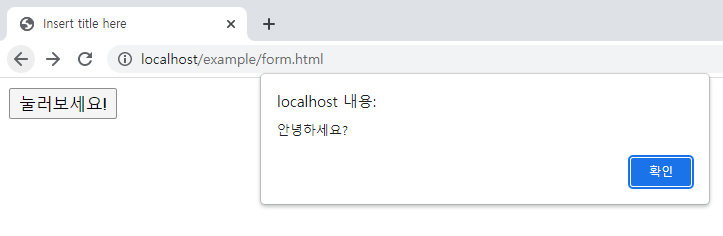 Insert title here
localhost/example/form.html
눌러보세요!
localhost 내용:
안녕하세요?
확인